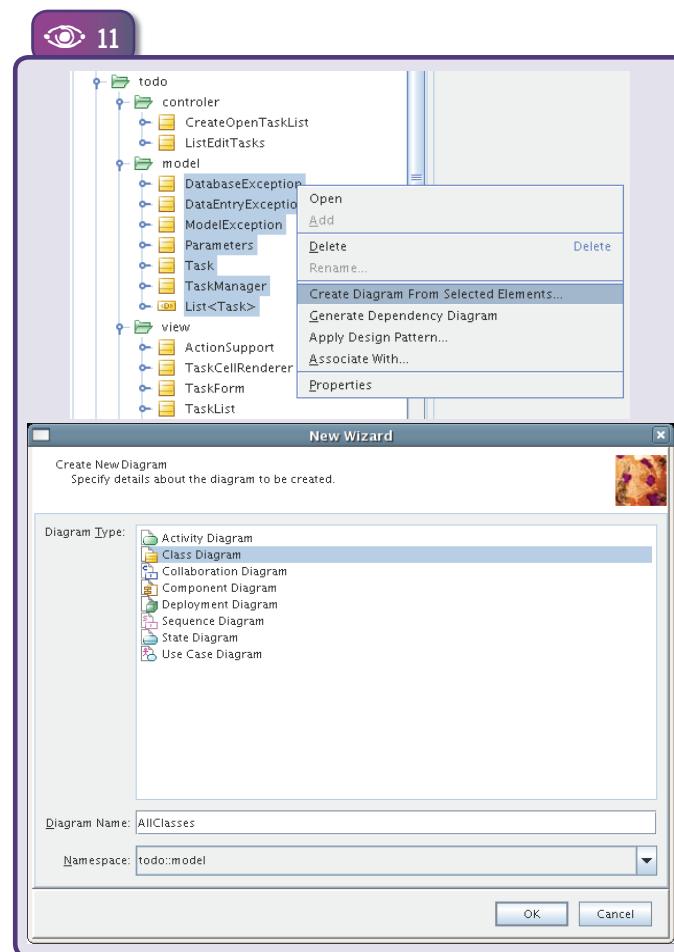 11
todo
controler
CreateOpenTaskList
ListEditTasks
model
DatabaseException
DataEntryExceptio
ModelException
Parameters
Task
TaskManager
List<Task>
view
ActionSupport
TaskCellRenderer
TaskForm
TaskList
Open
Add
Delete Delete
Rename...
Create Diagram From Selected Elements...
Generate Dependency Diagram
Apply Design Pattern...
Associate With...
Properties
New Wizard
Create New Diagram
Specify details about the diagram to be created.
Diagram Type:
Activity Diagram
Class Diagram
Collaboration Diagram
Component Diagram
Deployment Diagram
Sequence Diagram
State Diagram
Use Case Diagram
Diagram Name: AllClasses
Namespace: todo::model
OK Cancel